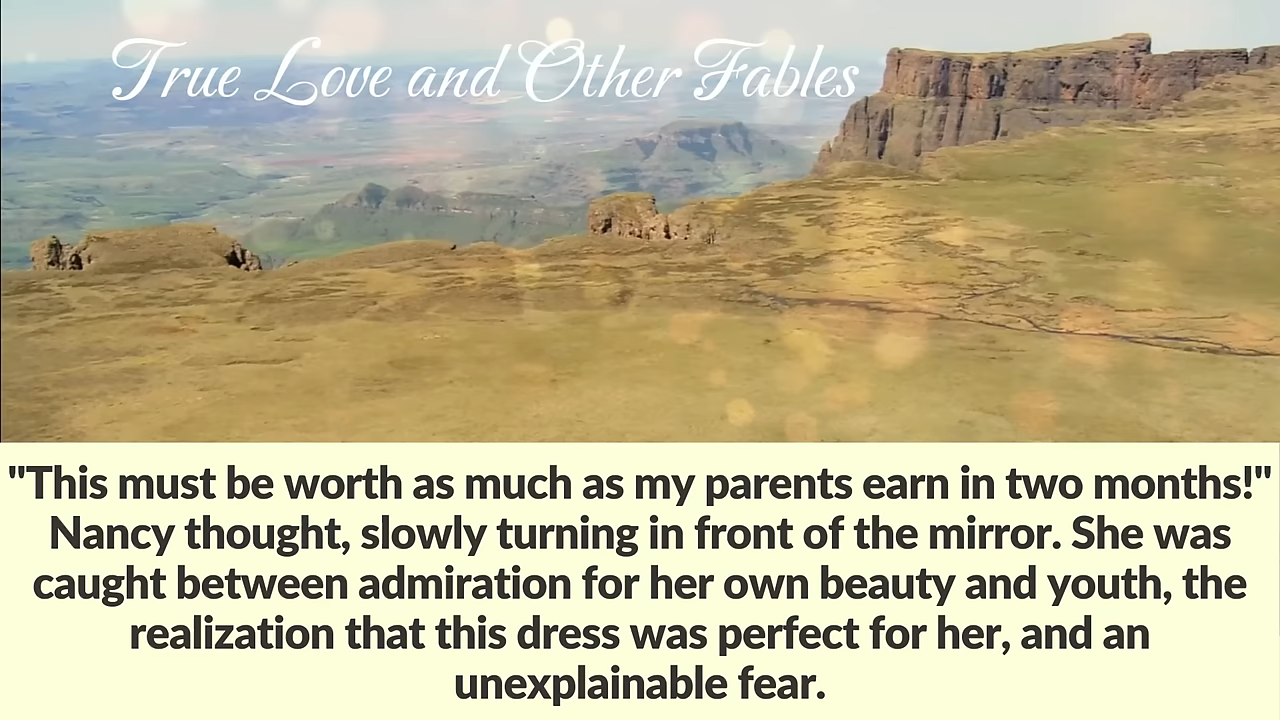 True Love and Other Fables
"This must be worth as much as my parents earn in two months!"
Nancy thought, slowly turning in front of the mirror. She was
caught between admiration for her own beauty and youth, the
realization that this dress was perfect for her, and an
unexplainable fear.